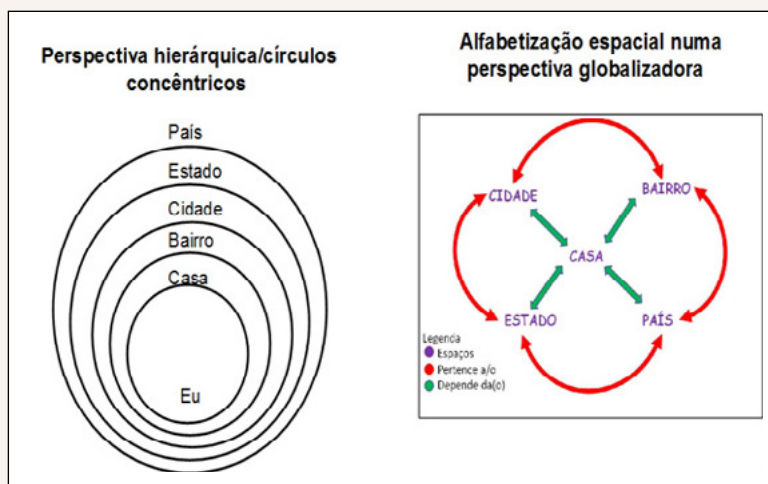 Perspectiva hierárquica/círculos
concêntricos
País
Estado
Cidade
Bairro
Casa
Eu
Alfabetização espacial numa
perspectiva globalizadora
CIDADE
BAIRRO
CASA
ESTADO
PAÍS
Legenda
Espaços
Pertence a/o
Depende da(o)